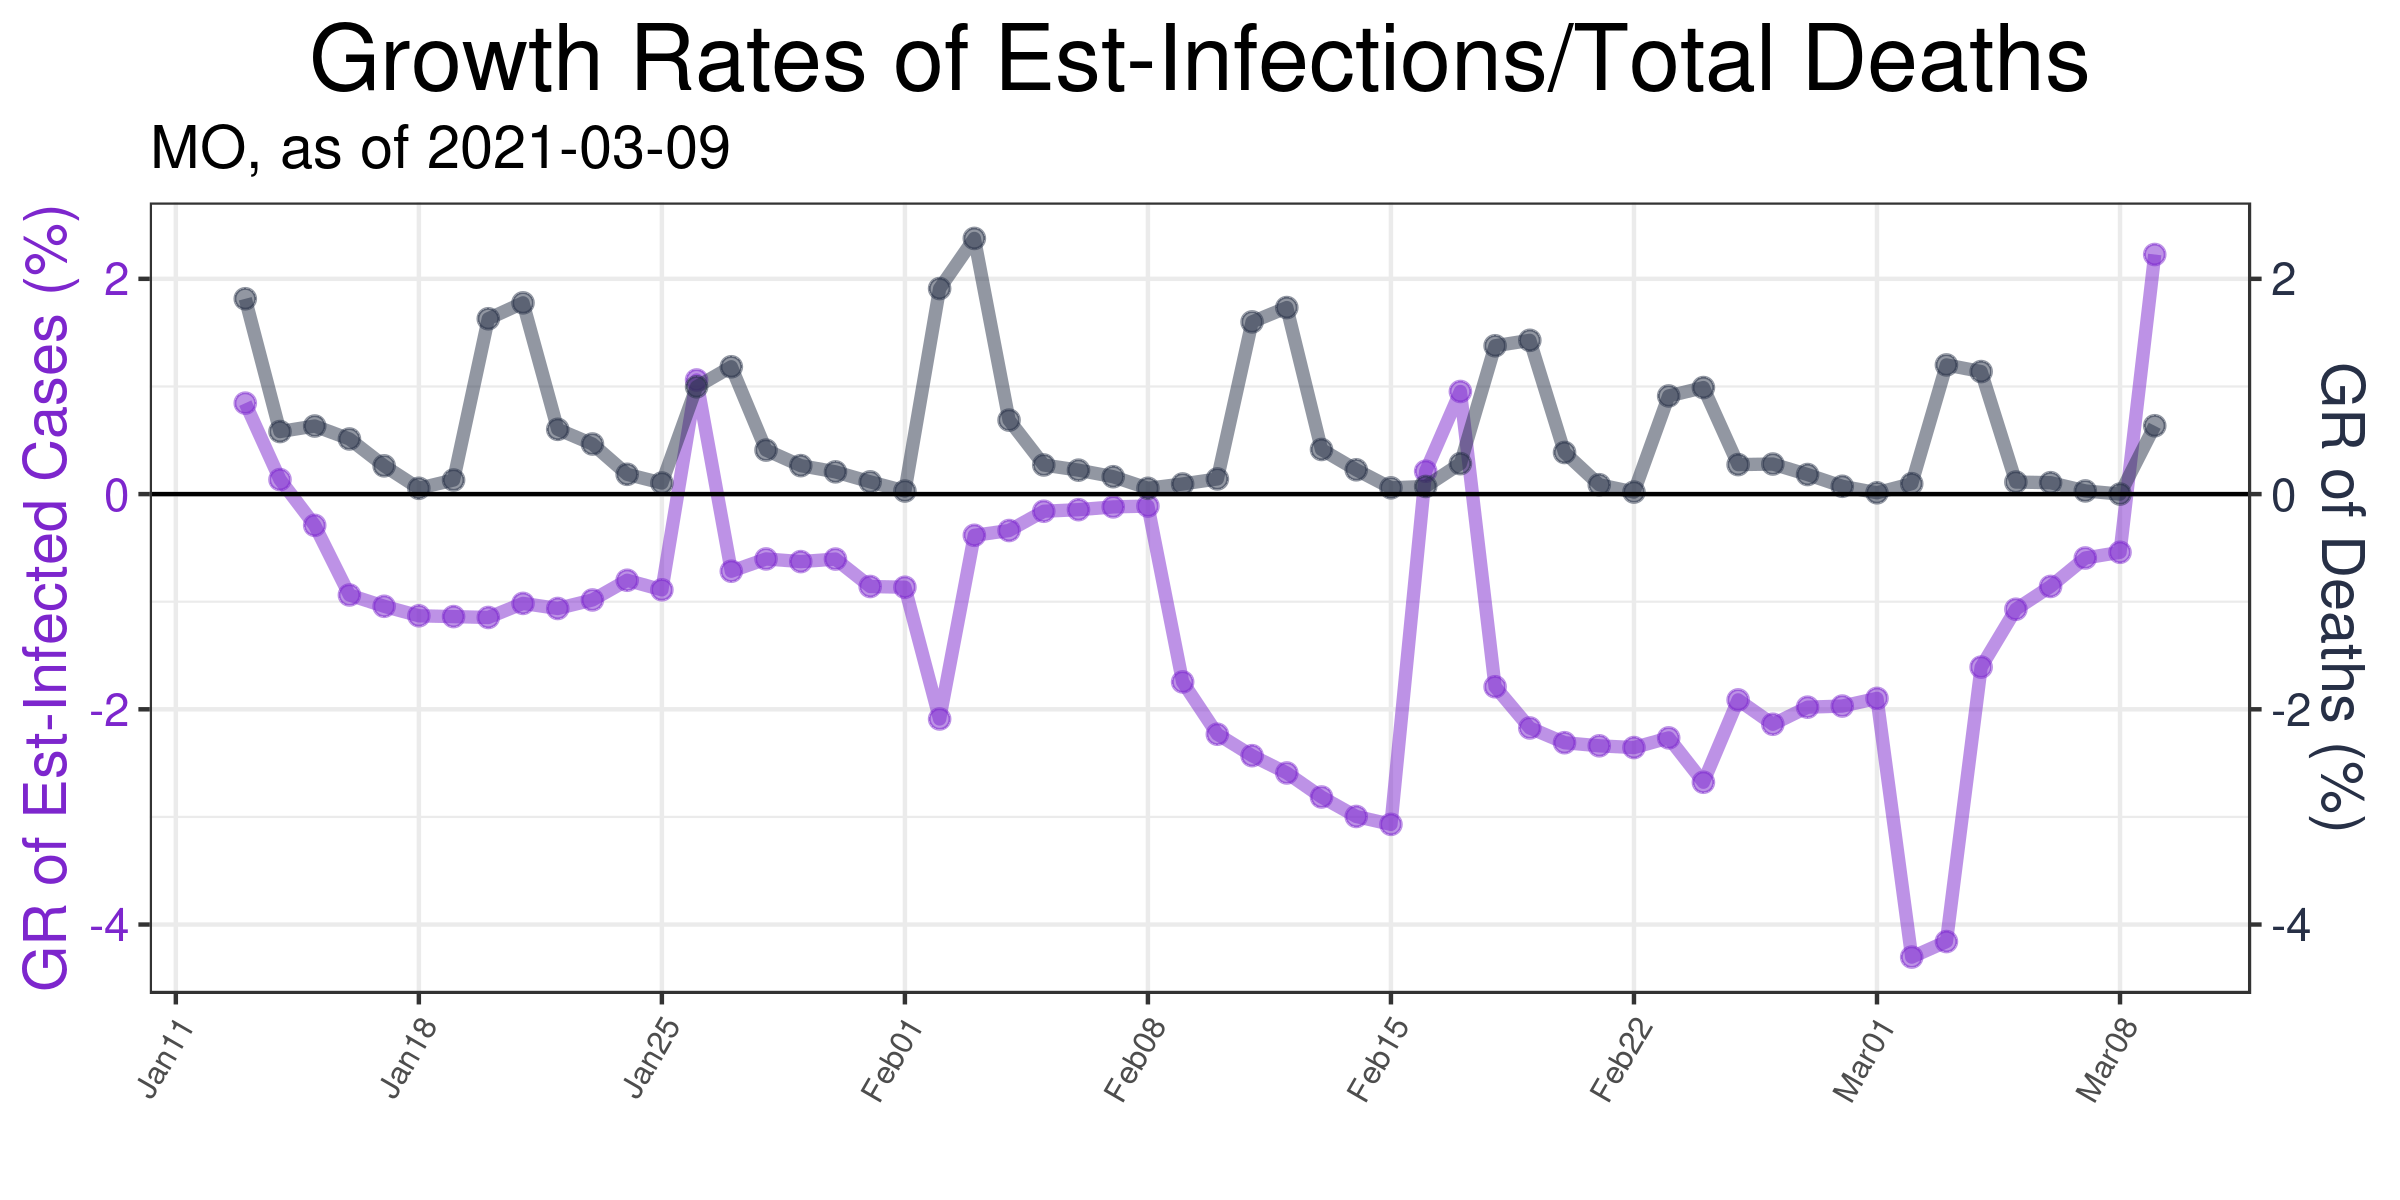 Growth Rates of Est-Infections/Total Deaths
MO, as of 2021-03-09
GR of Est-Infected Cases (%)
2
0
-2
-4
2
0
-2
-4
GR of Deaths (%)
Jan11
Jan18
Jan25
Feb01
Feb08
Feb15
Feb22
Mar01
Mar08